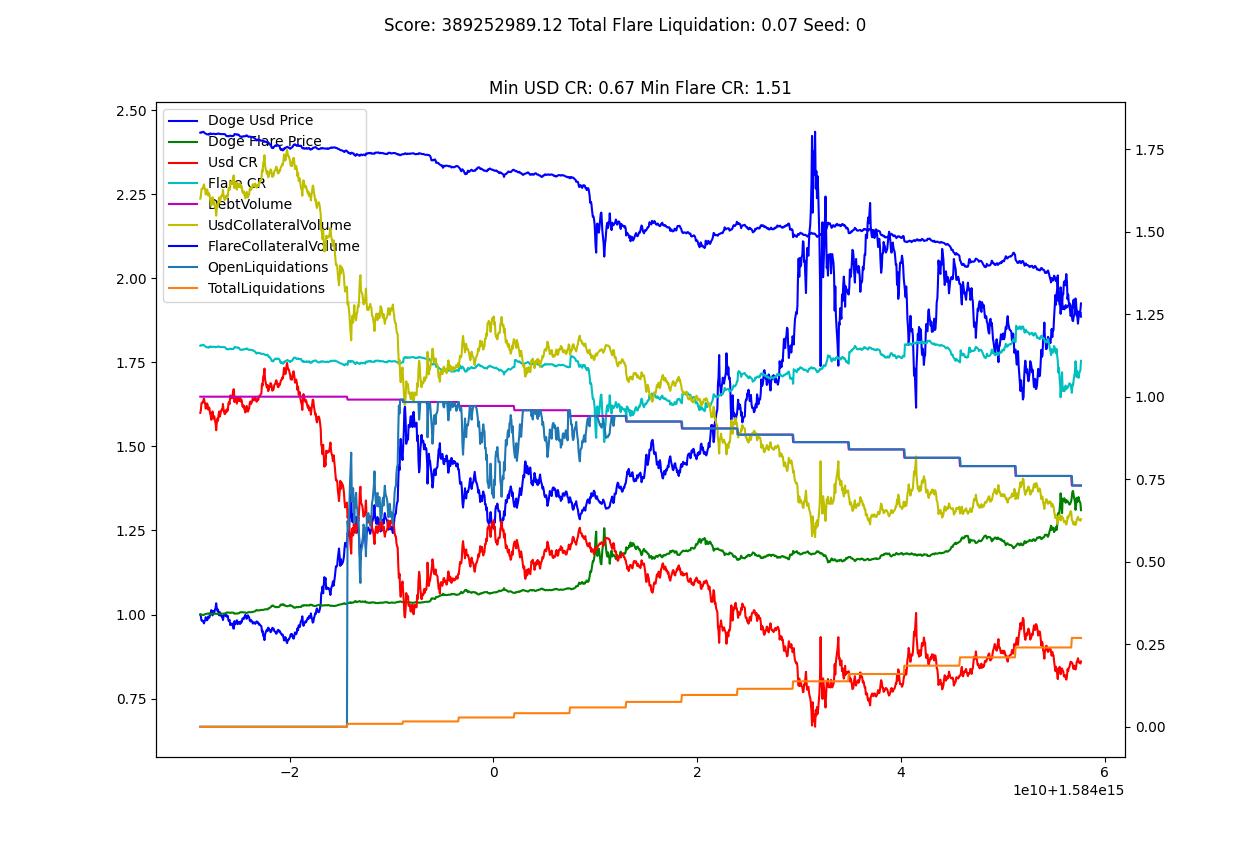 Score: 389252989.12 Total Flare Liquidation: 0.07 Seed: 0
Min USD CR: 0.67 Min Flare CR: 1.51
Doge Usd Price
Doge Flare Price
Usd CR
Flare CR
DebtVolume
UsdCollateralVolume
FlareCollateralVolume
OpenLiquidations
TotalLiquidations
2.50
2.25
2.00
1.75
1.50
1.25
1.00
0.75
1.75
1.50
1.25
1.00
0.75
0.50
0.25
0.00
−2
0
2
4
6
1e10+1.584e15